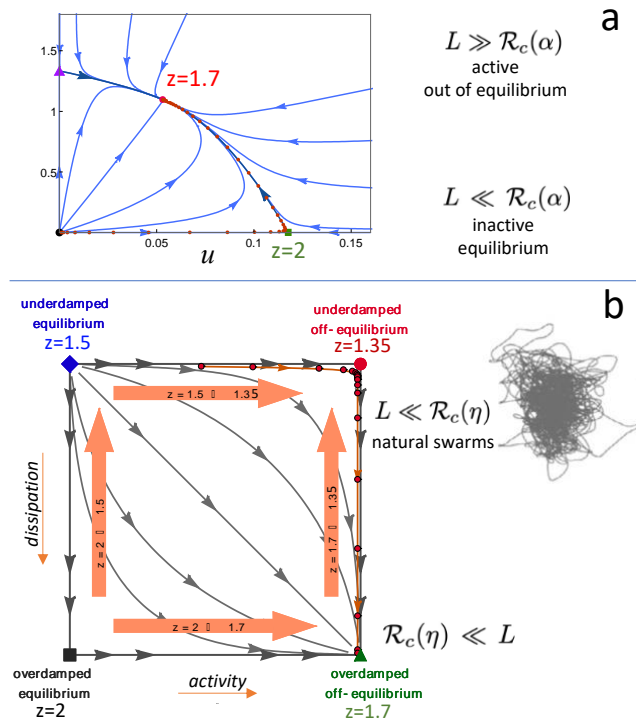 a
1.5
1
0.5
0
0.05
0.1
0.15
u
z=1.7
z=2
L ≫ ℛc(α)
active
out of equilibrium
L ≪ ℛc(α)
inactive
equilibrium
b
underdamped
equilibrium
z=1.5
underdamped
off- equilibrium
z=1.35
z = 1.5 􀀀 1.35
z = 2 􀀀 1.5
z = 1.7 􀀀 1.35
z = 2 􀀀 1.7
dissipation
L ≪ ℛc(η)
natural swarms
ℛc(η) ≪ L
overdamped
equilibrium
z=2
activity
overdamped
off- equilibrium
z=1.7